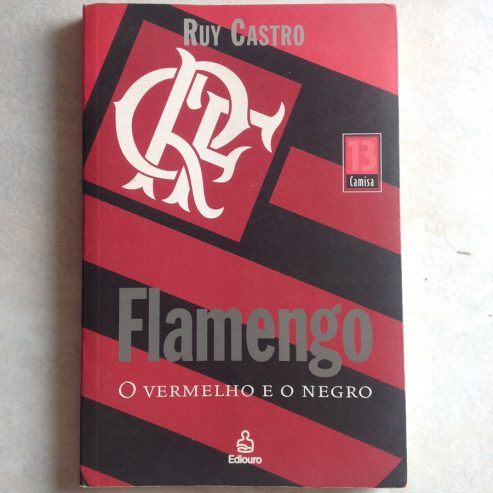 RUY CASTRO
CRF
13
Camisa
Flamengo
O VERMELHO E O NEGRO
Ediouro